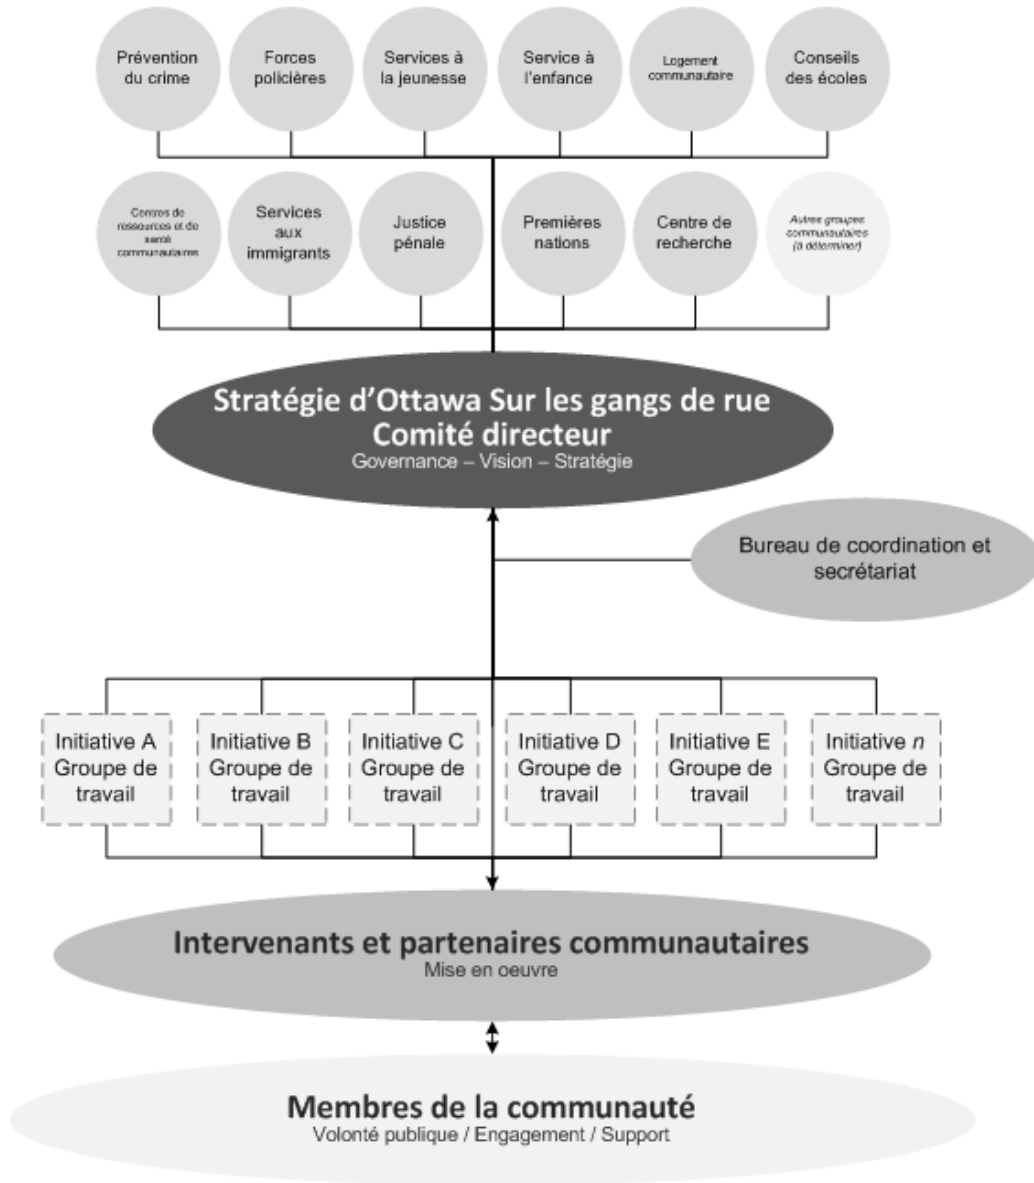 Prévention
du crime
Forces
policières
Services à
la jeunesse
Service à
l'enfance
Logement
communautaire
Conseils
des écoles
Centres de
ressources et de
santé
communautaires
Services
aux
immigrants
Justice
pénale
Premières
nations
Centre de
recherche
Autres groupes
communautaires
(à déterminer)
Stratégie d'Ottawa Sur les gangs de rue
Comité directeur
Governance – Vision – Stratégie
Bureau de coordination et
secrétariat
Initiative A
Groupe de
travail
Initiative B
Groupe de
travail
Initiative C
Groupe de
travail
Initiative D
Groupe de
travail
Initiative E
Groupe de
travail
Initiative n
Groupe de
travail
Intervenants et partenaires communautaires
Mise en oeuvre
Membres de la communauté
Volonté publique / Engagement / Support